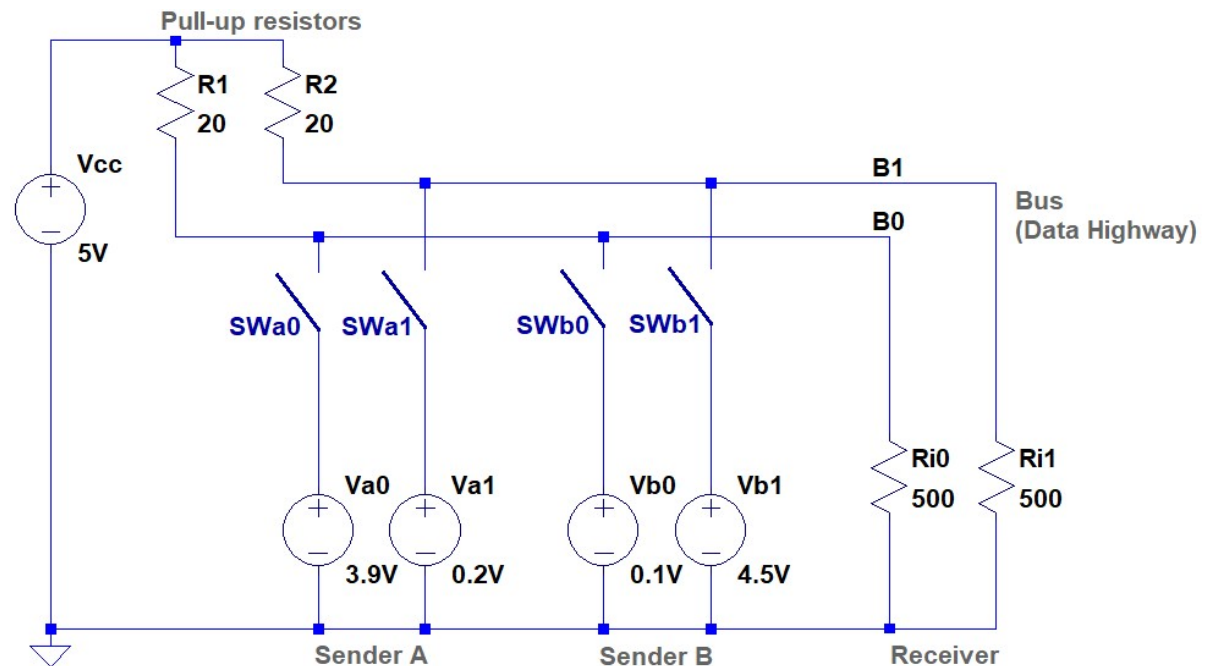 Pull-up resistors
R1
20
R2
20
Vcc
5V
B1
B0
Bus
(Data Highway)
SWa0
SWa1
SWb0
SWb1
Va0
3.9V
Va1
0.2V
Vb0
0.1V
Vb1
4.5V
Ri0
500
Ri1
500
Sender A
Sender B
Receiver